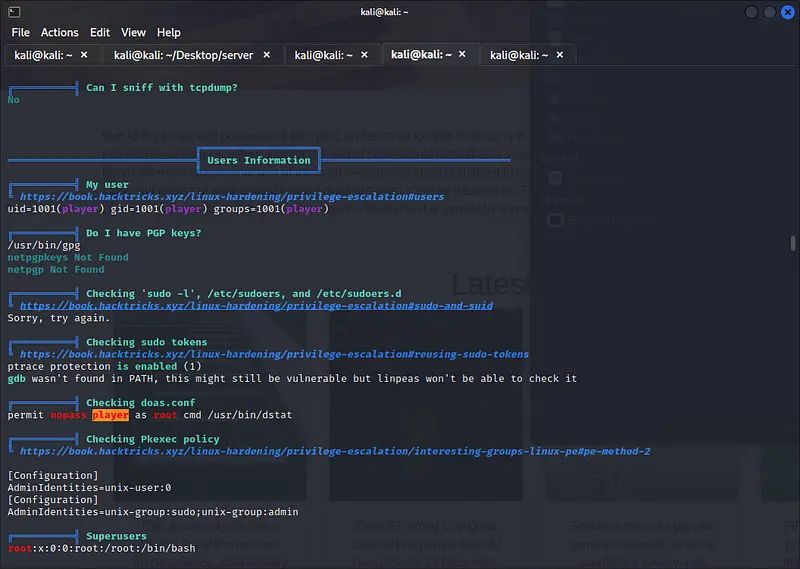 kali@kali: ~
File Actions Edit View Help
kali@kali: ~ × kali@kali: ~/Desktop/server × kali@kali: ~ × kali@kali: ~ × kali@kali: ~ ×
Can I sniff with tcpdump?
No
Users Information
My user
https://book.hacktricks.xyz/linux-hardening/privilege-escalation#users
uid=1001(player) gid=1001(player) groups=1001(player)
Do I have PGP keys?
/usr/bin/gpg
netpgpkeys Not Found
netpgp Not Found
Checking 'sudo -l', /etc/sudoers, and /etc/sudoers.d
https://book.hacktricks.xyz/linux-hardening/privilege-escalation#sudo-and-suid
Sorry, try again.
Checking sudo tokens
https://book.hacktricks.xyz/linux-hardening/privilege-escalation#reusing-sudo-tokens
ptrace protection is enabled (1)
gdb wasn't found in PATH, this might still be vulnerable but linpeas won't be able to check it
Checking doas.conf
permit nopass player as root cmd /usr/bin/dstat
Checking Pkexec policy
https://book.hacktricks.xyz/linux-hardening/privilege-escalation/interesting-groups-linux-pe#pe-method-2
[Configuration]
AdminIdentities=unix-user:0
[Configuration]
AdminIdentities=unix-group:sudo;unix-group:admin
Superusers
root:x:0:0:root:/root:/bin/bash
Latest